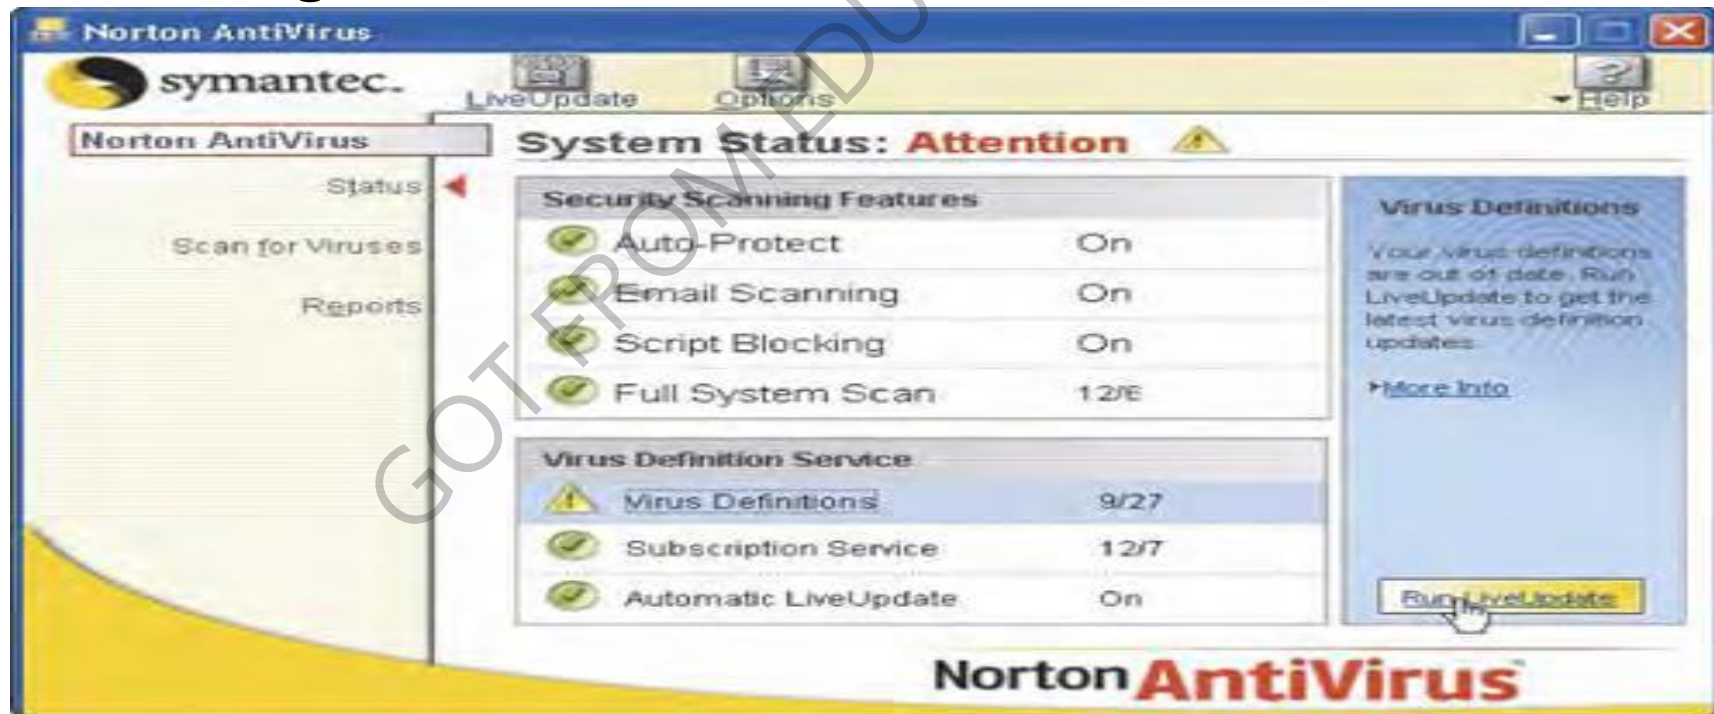 Norton AntiVirus
symantec.
LiveUpdate Options Help
Norton AntiVirus
Status
Scan for Viruses
Reports
System Status: Attention
Security Scanning Features
Auto-Protect On
Email Scanning On
Script Blocking On
Full System Scan 12/6
Virus Definition Service
Virus Definitions 9/27
Subscription Service 12/7
Automatic LiveUpdate On
Virus Definitions
Your virus definitions
are out of date. Run
LiveUpdate to get the
latest virus definition
updates.
More Info
Run LiveUpdate
Norton AntiVirus
GOT FROM EDU